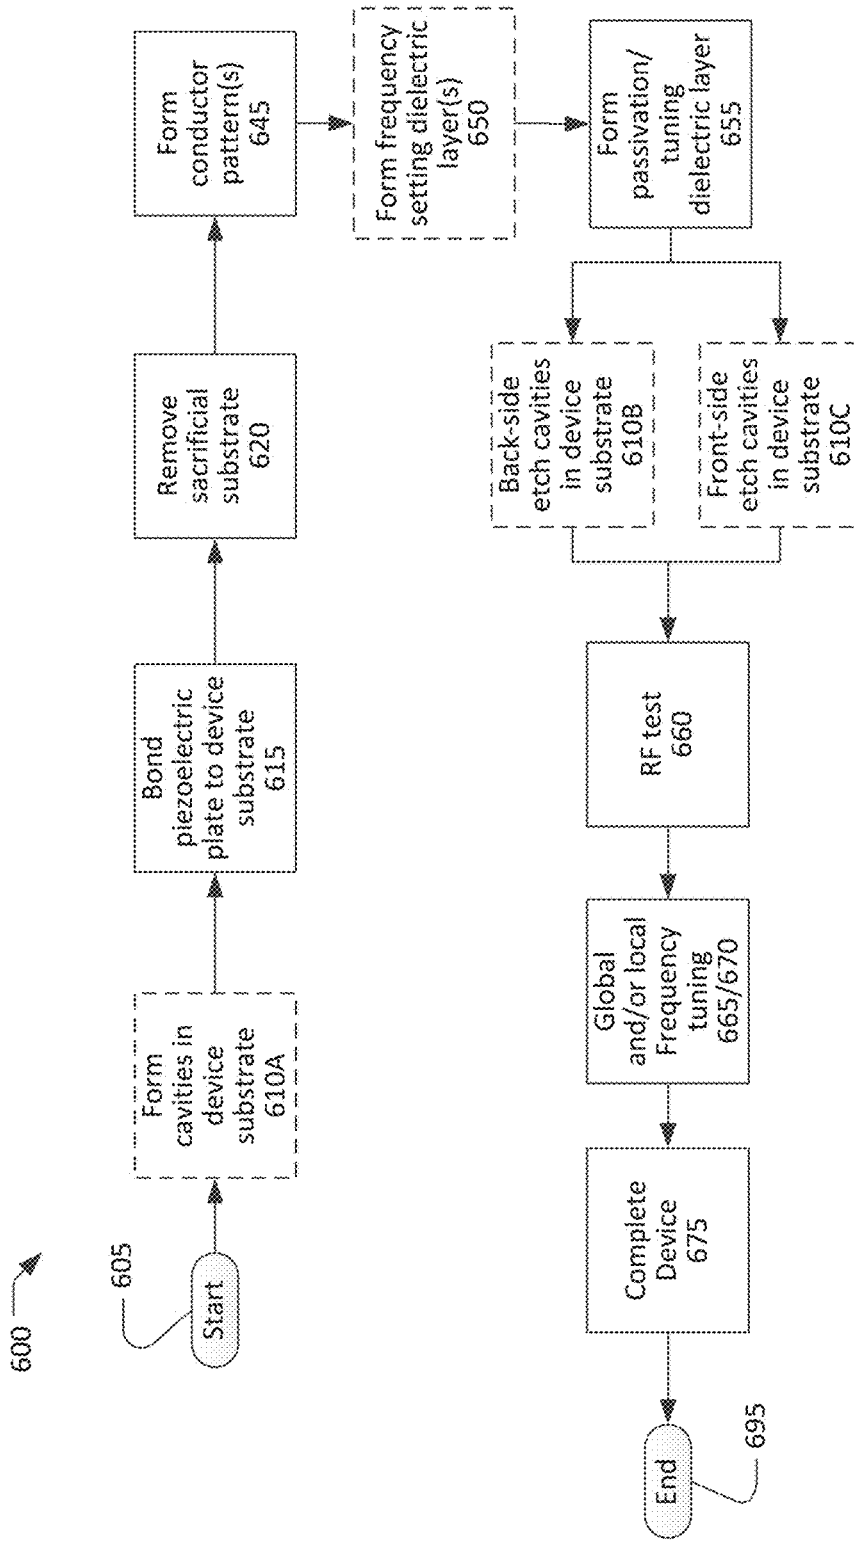 600
605
Start
Form
cavities in
device
substrate
610A
Bond
piezoelectric
plate to device
substrate
615
Remove
sacrificial
substrate
620
Form
conductor
pattern(s)
645
Form frequency
setting dielectric
layer(s)
650
Form
passivation/
tuning
dielectric layer
655
Back-side
etch cavities
in device
substrate
610B
Front-side
etch cavities
in device
substrate
610C
RF test
660
Global
and/or local
Frequency
tuning
665/670
Complete
Device
675
End
695